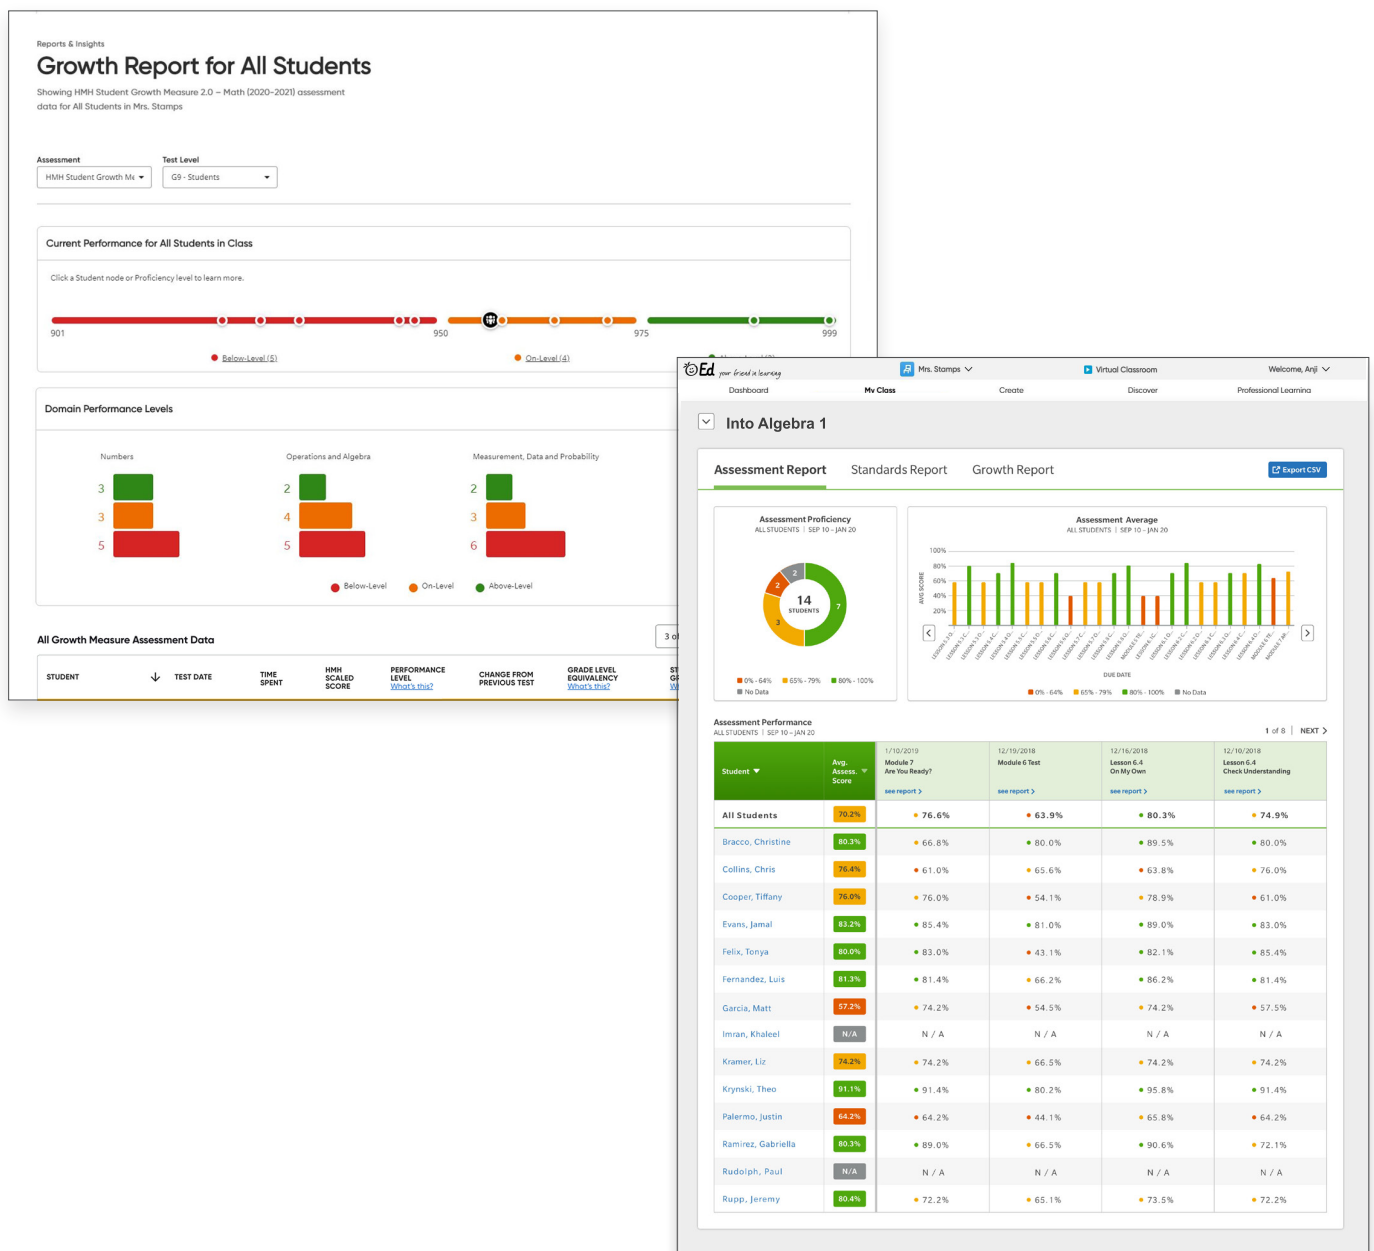 Reports & Insights
Growth Report for All Students
Showing HMH Student Growth Measure 2.0 – Math (2020-2021) assessment
data for All Students in Mrs. Stamps
Assessment Test Level
HMH Student Growth Me G9 - Students
Current Performance for All Students in Class
Click a Student node or Proficiency level to learn more.
901 950 975 999
Below-Level (5) On-Level (4)
Domain Performance Levels
Numbers Operations and Algebra Measurement, Data and Probability
3 2 2
3 4 3
5 5 6
Below-Level On-Level Above-Level
All Growth Measure Assessment Data 3 of
STUDENT TEST DATE TIME SPENT HMH SCALED SCORE PERFORMANCE LEVEL What's this? CHANGE FROM PREVIOUS TEST GRADE LEVEL EQUIVALENCY What's this?
Ed your friend in learning Mrs. Stamps Virtual Classroom Welcome, Anji
Dashboard My Class Create Discover Professional Learning
Into Algebra 1
Assessment Report Standards Report Growth Report Export CSV
Assessment Proficiency
ALL STUDENTS | SEP 10 – JAN 20
14
STUDENTS
2
2
3
7
0% - 64% 65% - 79% 80% - 100%
No Data
Assessment Average
ALL STUDENTS | SEP 10 - JAN 20
AVG SCORE
100%
80%
60%
40%
20%
DUE DATE
0% - 64% 65% - 79% 80% - 100% No Data
Assessment Performance
ALL STUDENTS | SEP 10 – JAN 20 1 of 8 | NEXT
Student Avg. Assess. Score
1/10/2019 12/19/2018 12/16/2018 12/10/2018
Module 7 Module 6 Test Lesson 6.4 Lesson 6.4
Are You Ready? On My Own Check Understanding
see report > see report > see report > see report >
All Students 70.2% 76.6% 63.9% 80.3% 74.9%
Bracco, Christine 80.3% 66.8% 80.0% 89.5% 80.0%
Collins, Chris 76.4% 61.0% 65.6% 63.8% 76.0%
Cooper, Tiffany 76.0% 76.0% 54.1% 78.9% 61.0%
Evans, Jamal 83.2% 85.4% 81.0% 89.0% 83.0%
Felix, Tonya 80.0% 83.0% 43.1% 82.1% 85.4%
Fernandez, Luis 81.3% 81.4% 66.2% 86.2% 81.4%
Garcia, Matt 57.2% 74.2% 54.5% 74.2% 57.5%
Imran, Khaleel N/A N / A N / A N / A N / A
Kramer, Liz 74.2% 74.2% 66.5% 74.2% 74.2%
Krynski, Theo 91.1% 91.4% 80.2% 95.8% 91.4%
Palermo, Justin 64.2% 64.2% 44.1% 65.8% 64.2%
Ramirez, Gabriella 80.3% 89.0% 66.5% 90.6% 72.1%
Rudolph, Paul N/A N / A N / A N / A N / A
Rupp, Jeremy 80.4% 72.2% 65.1% 73.5% 72.2%